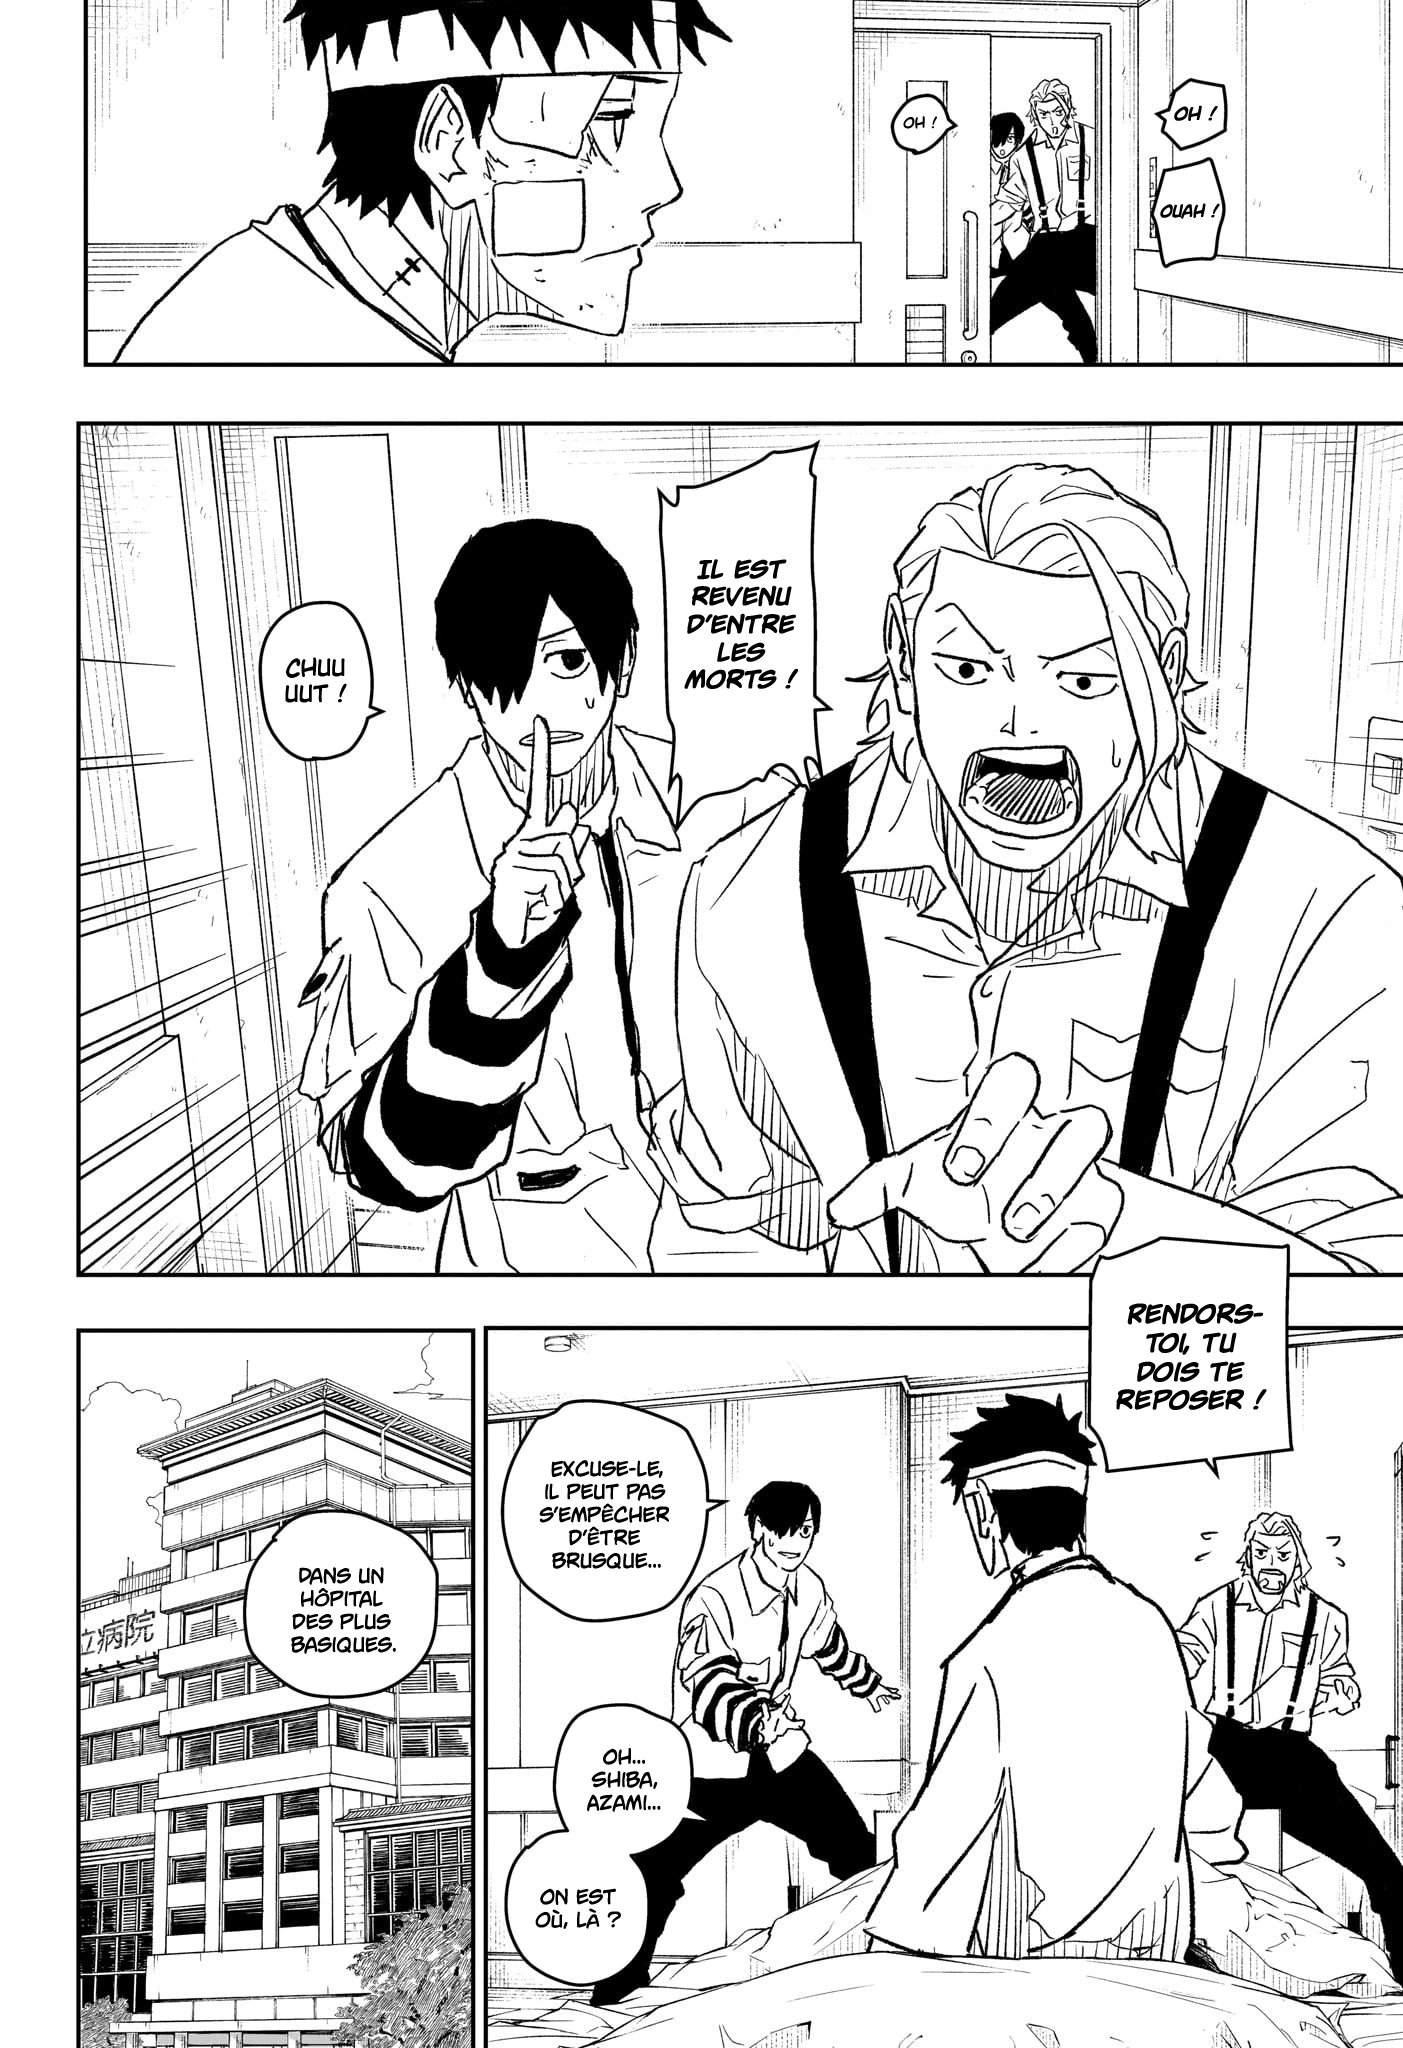 OH !
OUAH !
OH !
IL EST
REVENU
D'ENTRE
LES
MORTS !
CHUU
UUT !
RENDORS-
TOI, TU
DOIS TE
REPOSER !
EXCUSE-LE,
IL PEUT PAS
S'EMPÊCHER
D'ÊTRE
BRUSQUE...
OH...
SHIBA,
AZAMI...
ON EST
OÙ, LÀ ?
DANS UN
HÔPITAL
DES PLUS
BASIQUES.
立病院